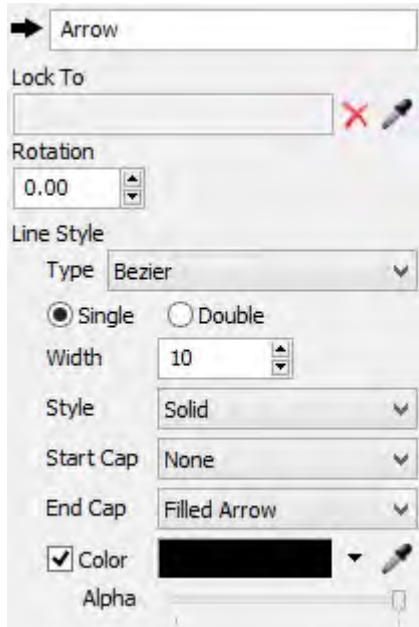 Arrow
Lock To
Rotation
0.00
Line Style
Type Bezier
Single Double
Width 10
Style Solid
Start Cap None
End Cap Filled Arrow
Color
Alpha